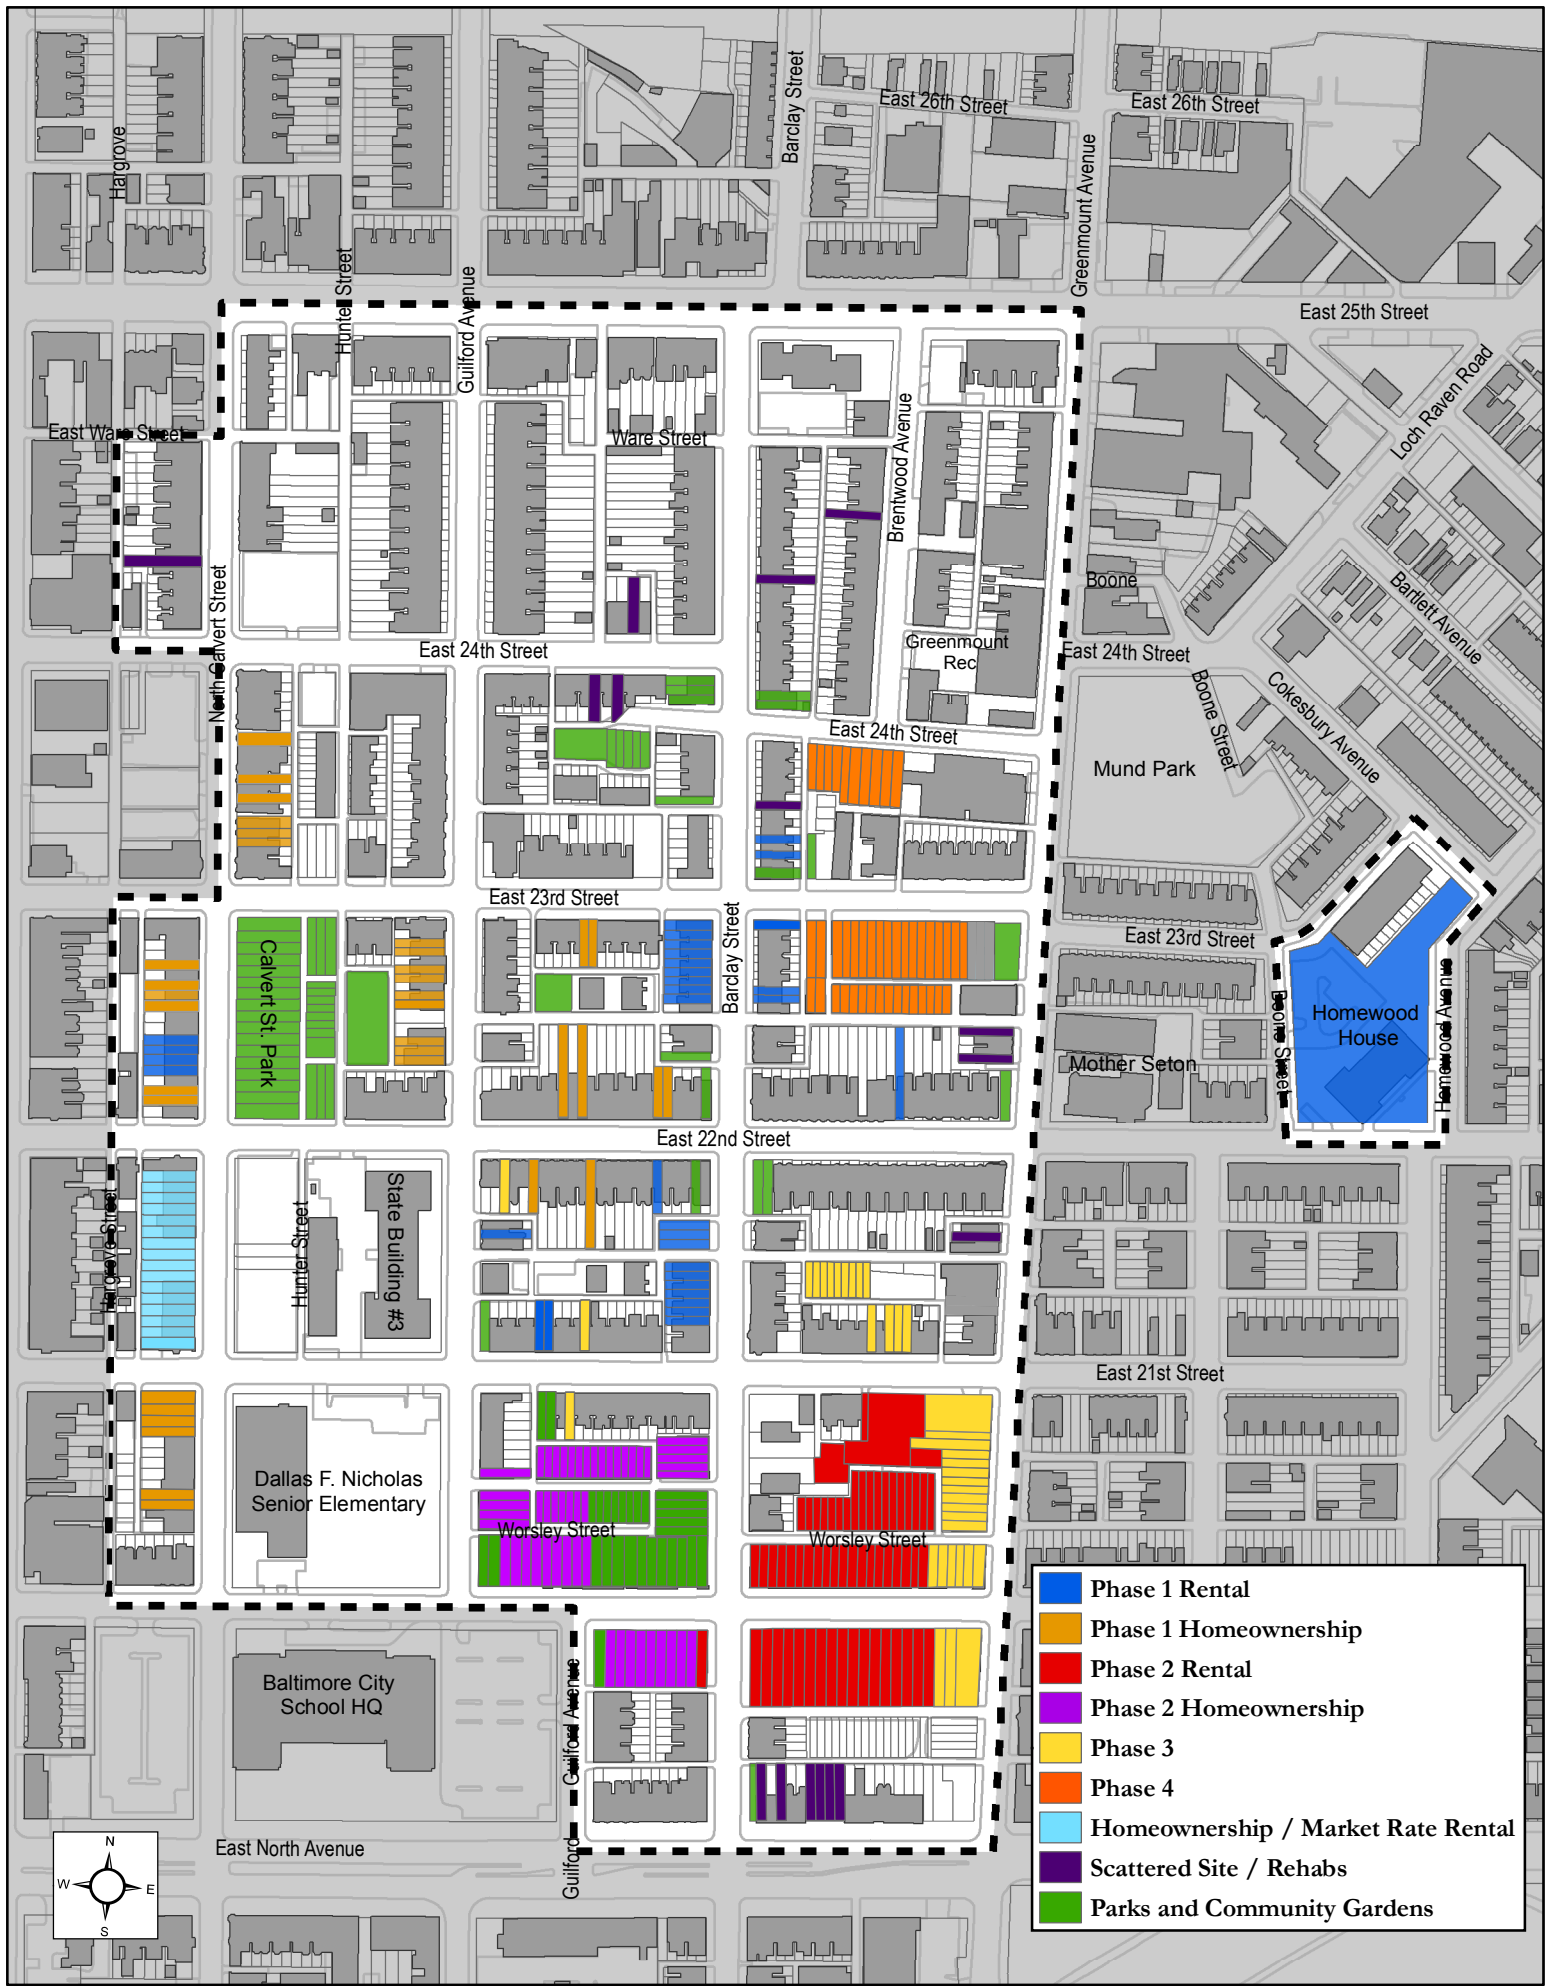 Barclay Street
East 26th Street
East 26th Street
Hargrove
Greenmount Avenue
Hunter Street
Guilford Avenue
East 25th Street
Loch Raven Road
East Ware Street
Ware Street
Brentwood Avenue
North Calvert Street
Boone
Bartlett Avenue
East 24th Street
Greenmount
Rec
East 24th Street
Boone Street
Cokesbury Avenue
East 24th Street
Mund Park
East 23rd Street
Barclay Street
East 23rd Street
Calvert St. Park
Boone Street
Homewood
House
Homewood Avenue
Mother Seton
East 22nd Street
Hargrove Street
Hunter Street
State Building #3
East 21st Street
Dallas F. Nicholas
Senior Elementary
Worsley Street
Worsley Street
Baltimore City
School HQ
Guilford Avenue
East North Avenue
Guilford
N
W
E
S
Phase 1 Rental
Phase 1 Homeownership
Phase 2 Rental
Phase 2 Homeownership
Phase 3
Phase 4
Homeownership / Market Rate Rental
Scattered Site / Rehabs
Parks and Community Gardens